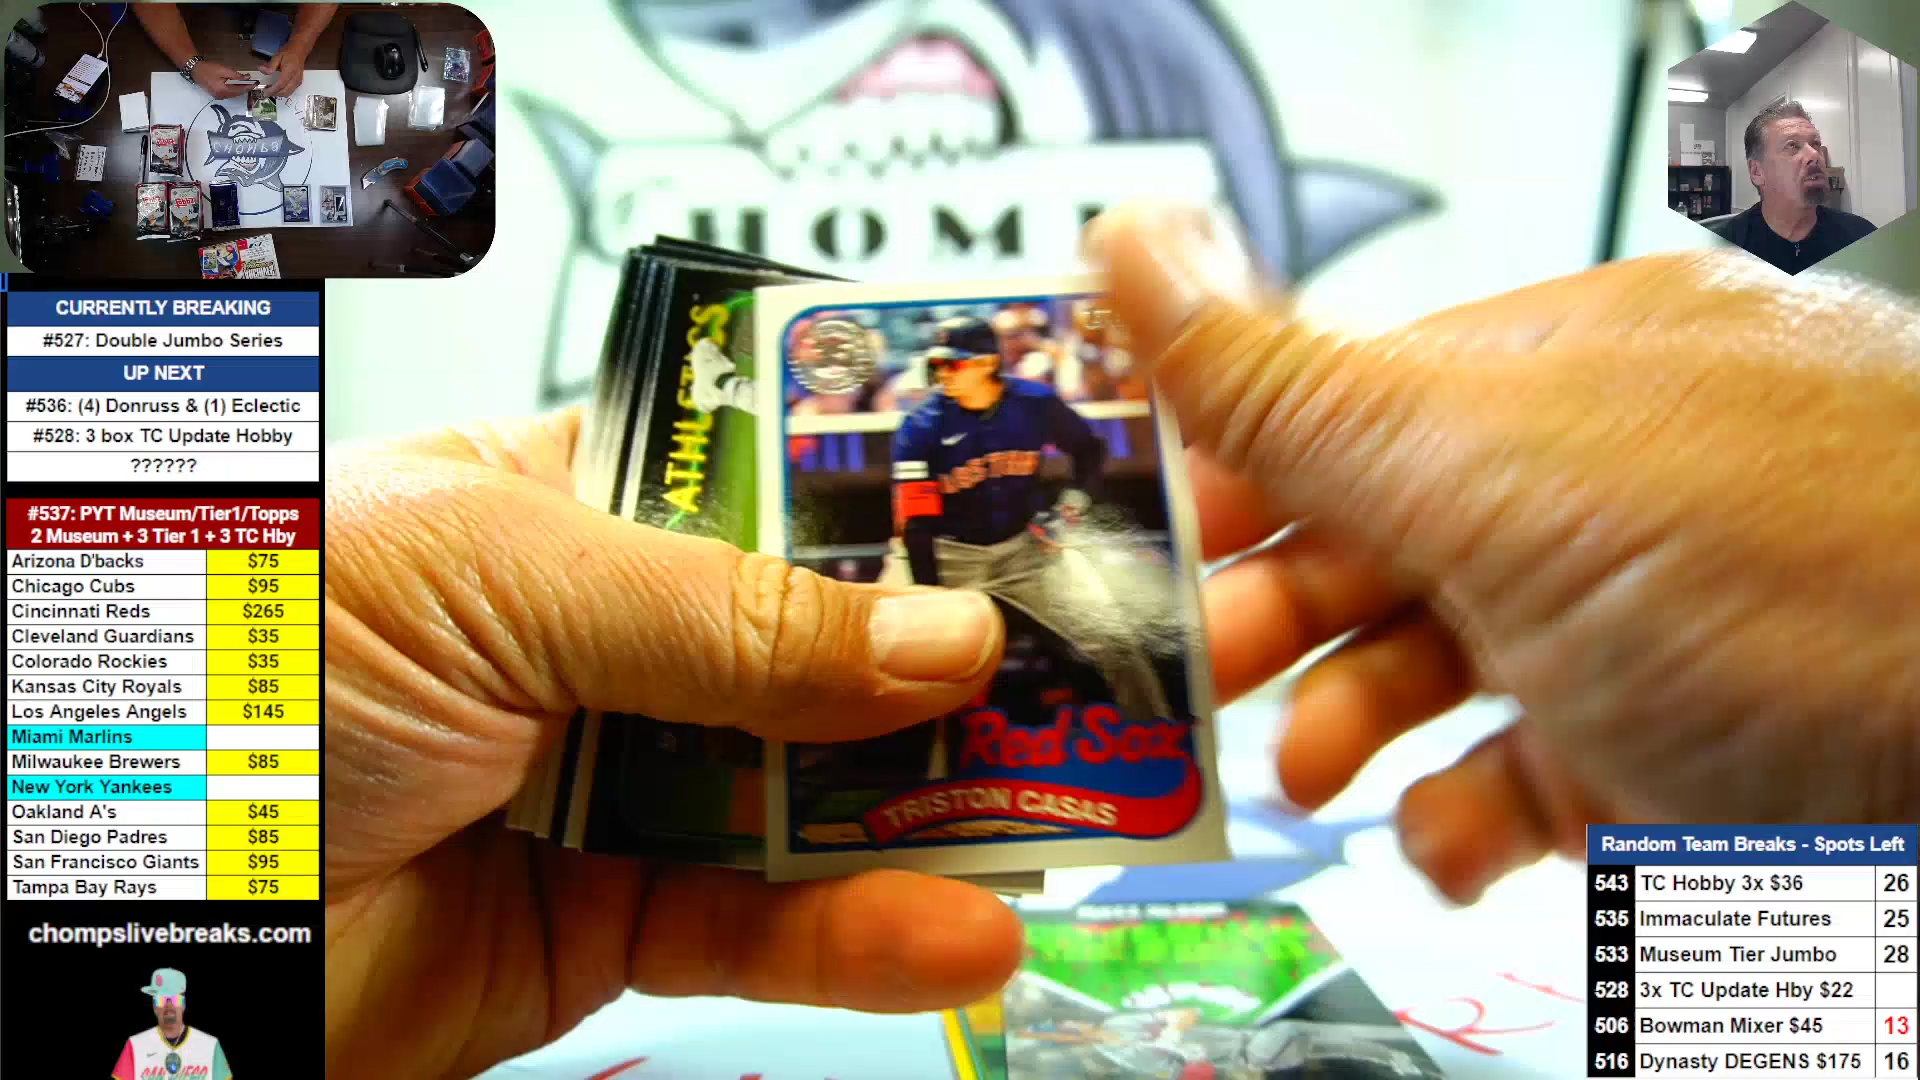 CURRENTLY BREAKING
#527: Double Jumbo Series
UP NEXT
#536: (4) Donruss & (1) Eclectic
#528: 3 box TC Update Hobby
??????
#537: PYT Museum/Tier1/Topps
2 Museum + 3 Tier 1 + 3 TC Hby
Arizona D'backs $75
Chicago Cubs $95
Cincinnati Reds $265
Cleveland Guardians $35
Colorado Rockies $35
Kansas City Royals $85
Los Angeles Angels $145
Miami Marlins
Milwaukee Brewers $85
New York Yankees
Oakland A's $45
San Diego Padres $85
San Francisco Giants $95
Tampa Bay Rays $75
chompslivebreaks.com
ATHLETICS
BOSTON
Red Sox
TRISTON CASAS
Random Team Breaks - Spots Left
543 TC Hobby 3x $36 26
535 Immaculate Futures 25
533 Museum Tier Jumbo 28
528 3x TC Update Hby $22
506 Bowman Mixer $45 13
516 Dynasty DEGENS $175 16